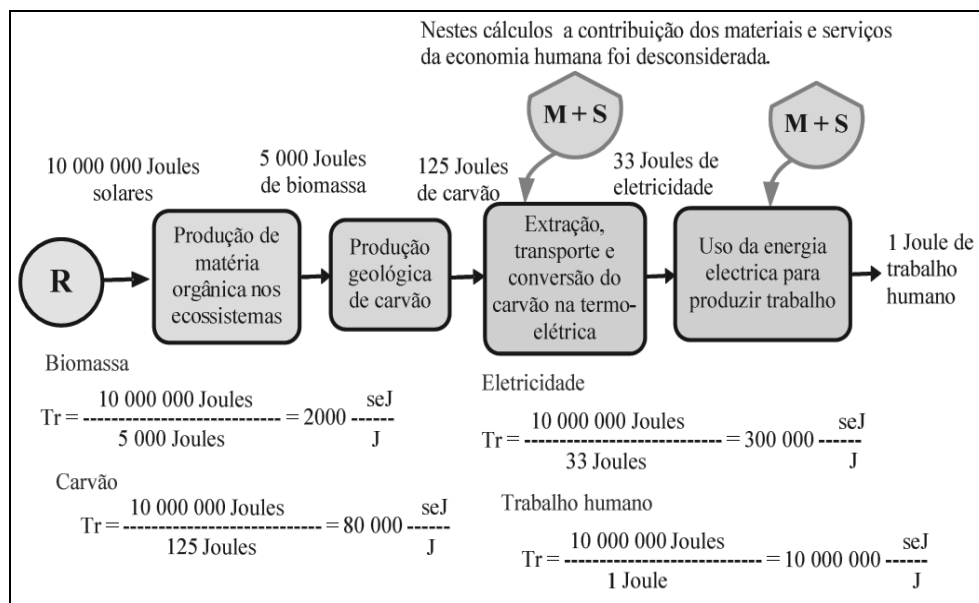 Nestes cálculos a contribuição dos materiais e serviços
da economia humana foi desconsiderada.
M + S
M + S
10 000 000 Joules
solares
5 000 Joules
de biomassa
125 Joules
de carvão
33 Joules de
eletricidade
R
Produção de
matéria
orgânica nos
ecossistemas
Produção
geológica
de carvão
Extração,
transporte e
conversão do
carvão na termo-
elétrica
Uso da energia
electrica para
produzir trabalho
1 Joule de
trabalho
humano
Biomassa
10 000 000 Joules seJ
Tr = ---------------------------- = 2000 ------
5 000 Joules J
Carvão
10 000 000 Joules seJ
Tr = ---------------------------- = 80 000 ------
125 Joules J
Eletricidade
10 000 000 Joules seJ
Tr = ---------------------------- = 300 000 ------
33 Joules J
Trabalho humano
10 000 000 Joules seJ
Tr = ---------------------------- = 10 000 000 ------
1 Joule J